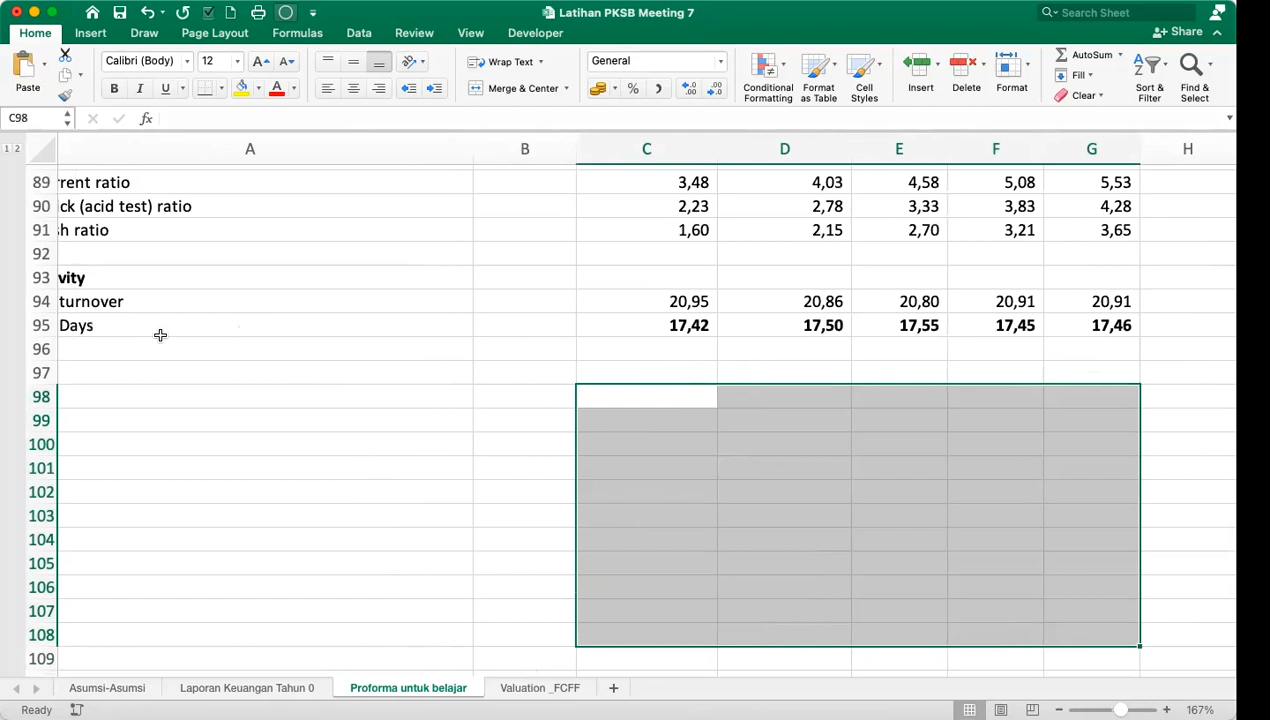 Latihan PKSB Meeting 7
Search Sheet
Home Insert Draw Page Layout Formulas Data Review View Developer
Share
Calibri (Body) 12
Wrap Text
General
AutoSum
Fill
Clear
Merge & Center
Paste
B I U
Conditional Formatting
Format as Table
Cell Styles
Insert
Delete
Format
Sort & Filter
Find & Select
C98 fx
1 2
A B C D E F G H
89 rrent ratio 3,48 4,03 4,58 5,08 5,53
90 ick (acid test) ratio 2,23 2,78 3,33 3,83 4,28
91 sh ratio 1,60 2,15 2,70 3,21 3,65
92
93 vity
94 turnover 20,95 20,86 20,80 20,91 20,91
95 Days 17,42 17,50 17,55 17,45 17,46
96
97
98
99
100
101
102
103
104
105
106
107
108
109
Asumsi-Asumsi Laporan Keuangan Tahun 0 Proforma untuk belajar Valuation _FCFF
Ready
167%